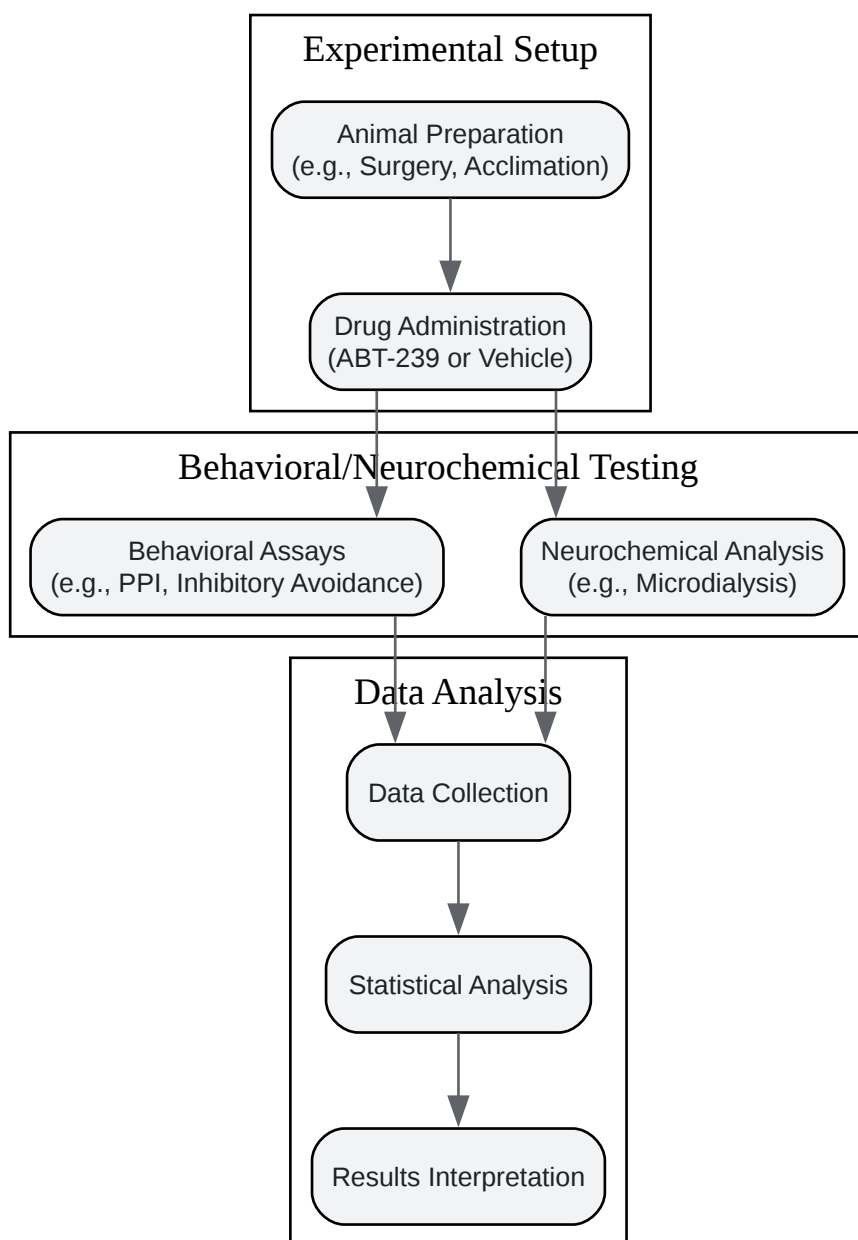 Experimental Setup
Animal Preparation
(e.g., Surgery, Acclimation)
Drug Administration
(ABT-239 or Vehicle)
Behavioral/Neurochemical Testing
Behavioral Assays
(e.g., PPI, Inhibitory Avoidance)
Neurochemical Analysis
(e.g., Microdialysis)
Data Analysis
Data Collection
Statistical Analysis
Results Interpretation